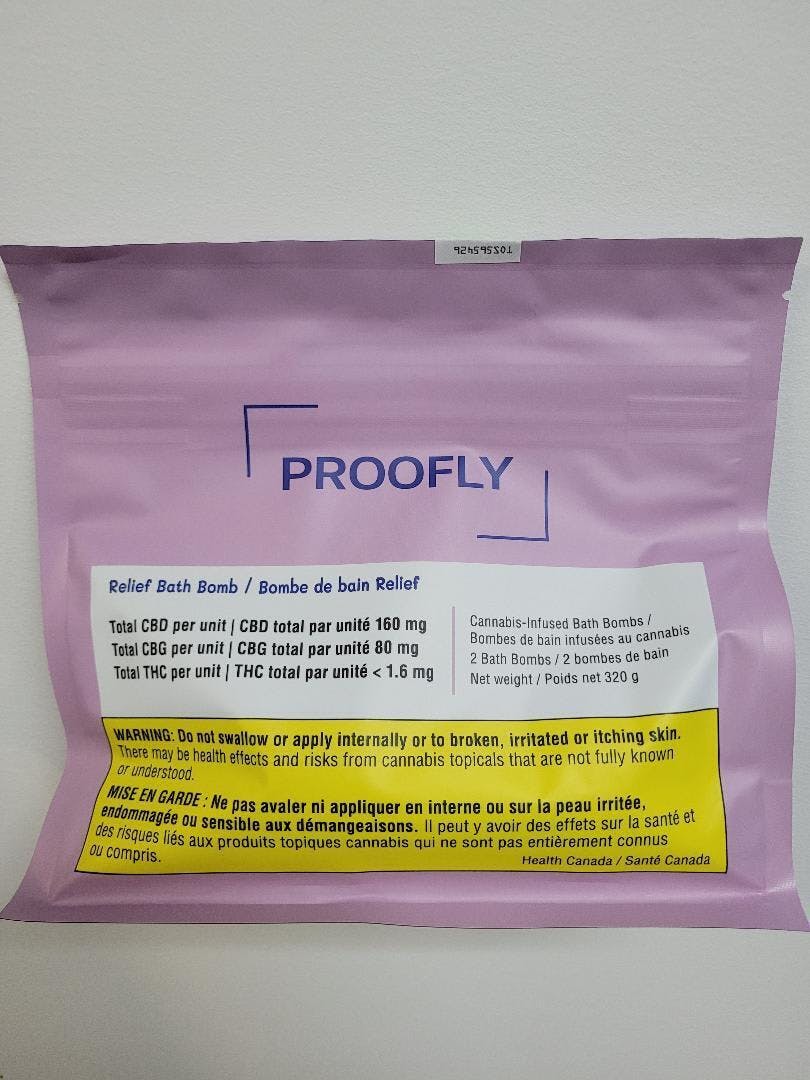 TOS5659426
PROOFLY
Relief Bath Bomb / Bombe de bain Relief
Total CBD per unit | CBD total par unité 160 mg
Total CBG per unit | CBG total par unité 80 mg
Total THC per unit | THC total par unité < 1.6 mg
Cannabis-Infused Bath Bombs /
Bombes de bain infusées au cannabis
2 Bath Bombs / 2 bombes de bain
Net weight / Poids net 320 g
WARNING: Do not swallow or apply internally or to broken, irritated or itching skin.
There may be health effects and risks from cannabis topicals that are not fully known
or understood.
MISE EN GARDE : Ne pas avaler ni appliquer en interne ou sur la peau irritée,
endommagée ou sensible aux démangeaisons. Il peut y avoir des effets sur la santé et
des risques liés aux produits topiques cannabis qui ne sont pas entièrement connus
ou compris.
Health Canada / Santé Canada